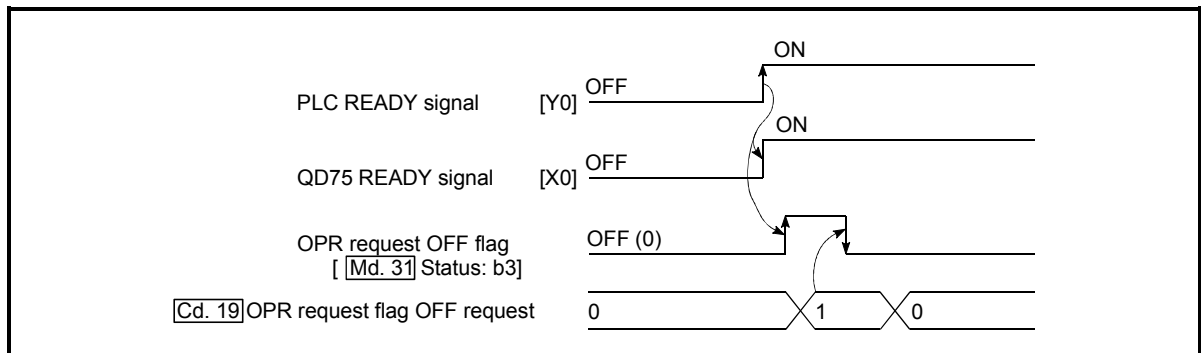 ON
OFF
PLC READY signal [Y0]
ON
OFF
QD75 READY signal [X0]
OPR request OFF flag OFF (0)
[ Md. 31 Status: b3]
Cd. 19 OPR request flag OFF request 0 1 0